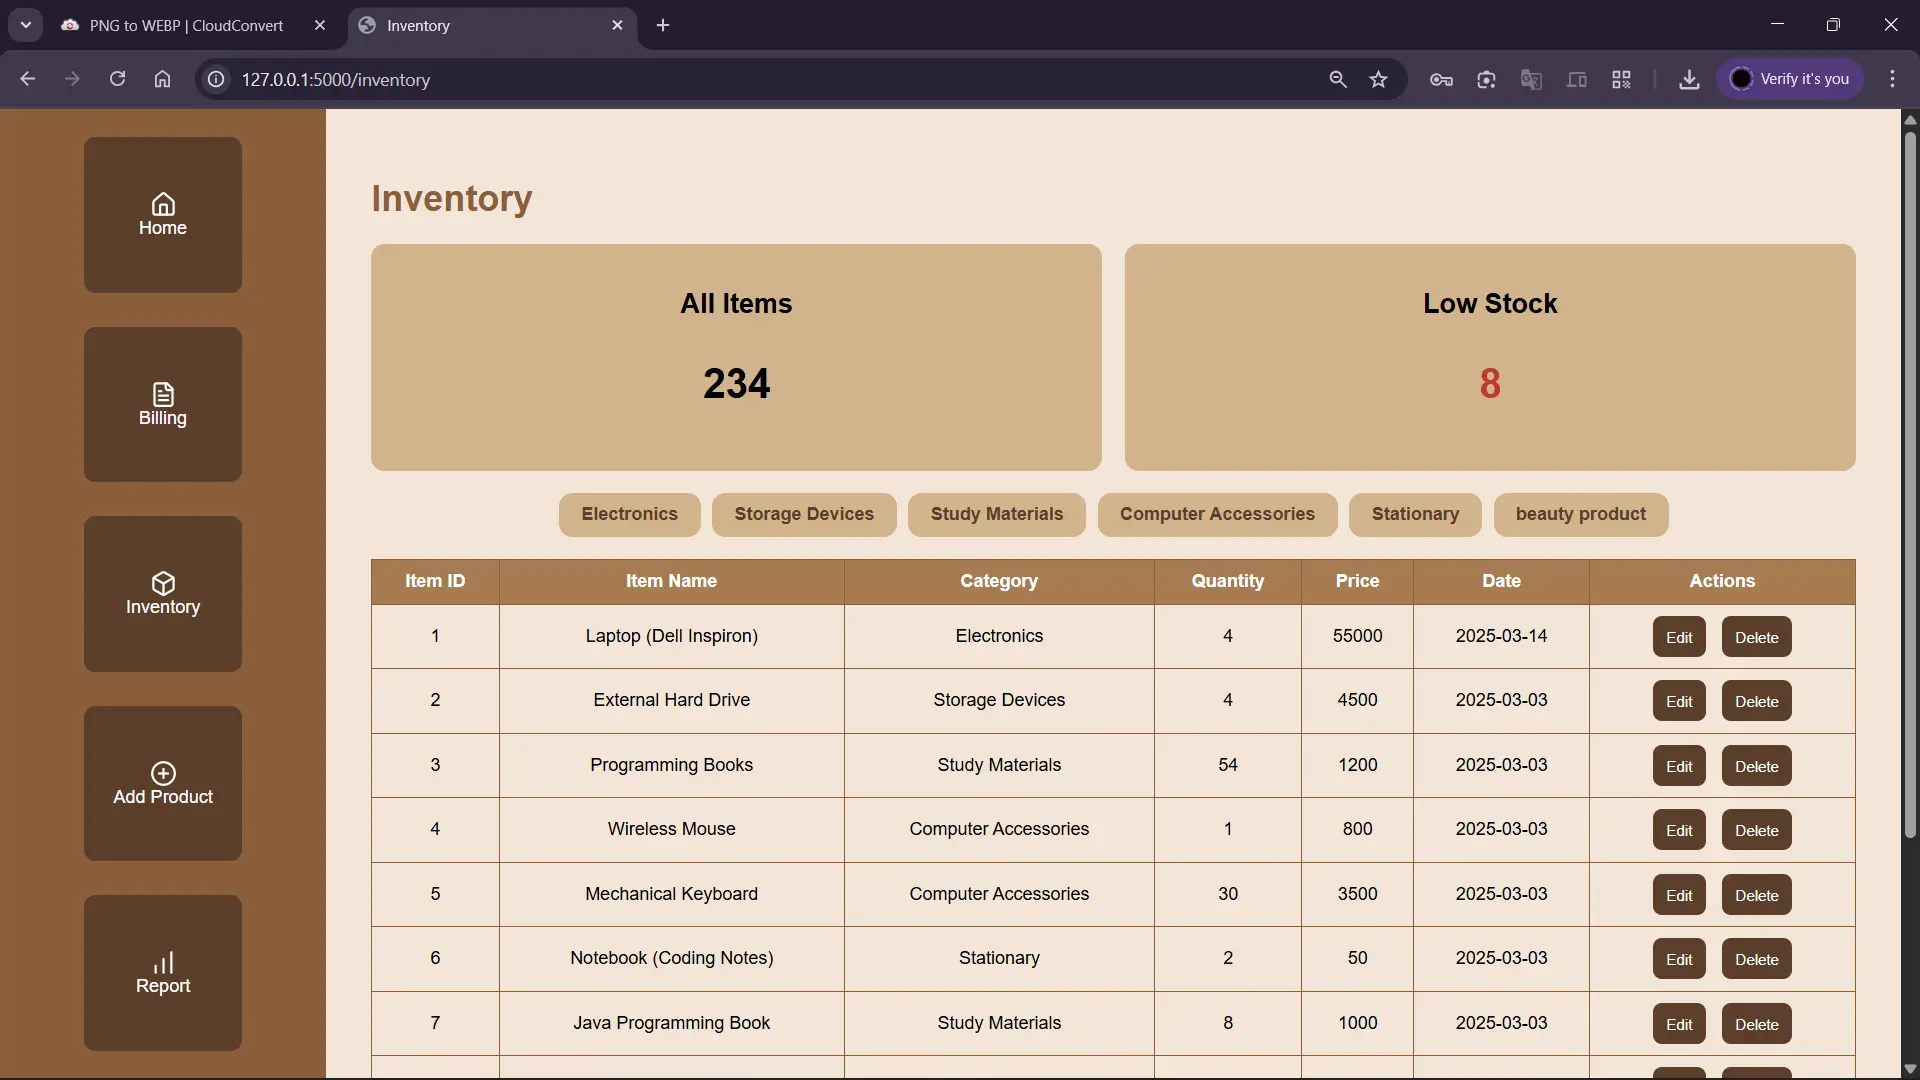 PNG to WEBP | CloudConvert
Inventory
127.0.0.1:5000/inventory
Verify it's you
Home
Billing
Inventory
Add Product
Report
Inventory
All Items
234
Low Stock
8
Electronics Storage Devices Study Materials Computer Accessories Stationary beauty product
Item ID Item Name Category Quantity Price Date Actions
1 Laptop (Dell Inspiron) Electronics 4 55000 2025-03-14 Edit Delete
2 External Hard Drive Storage Devices 4 4500 2025-03-03 Edit Delete
3 Programming Books Study Materials 54 1200 2025-03-03 Edit Delete
4 Wireless Mouse Computer Accessories 1 800 2025-03-03 Edit Delete
5 Mechanical Keyboard Computer Accessories 30 3500 2025-03-03 Edit Delete
6 Notebook (Coding Notes) Stationary 2 50 2025-03-03 Edit Delete
7 Java Programming Book Study Materials 8 1000 2025-03-03 Edit Delete